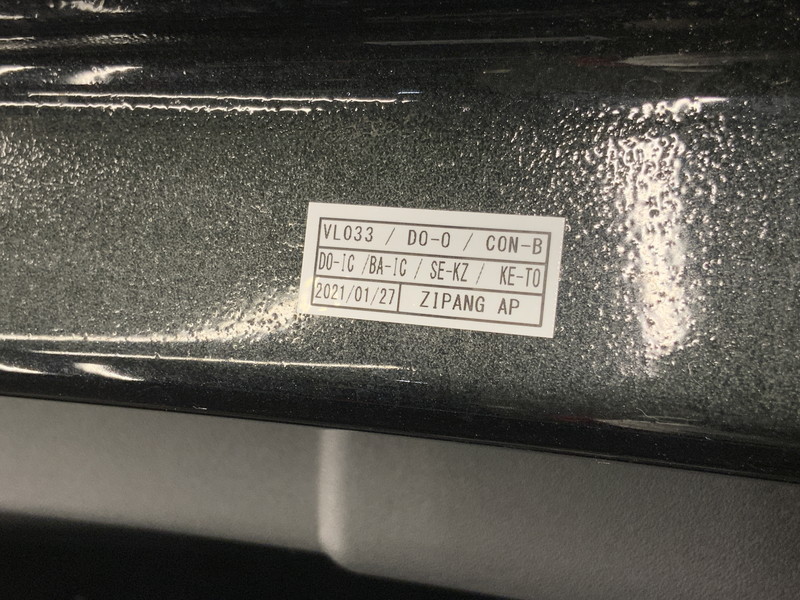 VL033 / DO-O / CON-B
DO-IC /BA-IC / SE-KZ / KE-TO
2021/01/27 ZIPANG AP